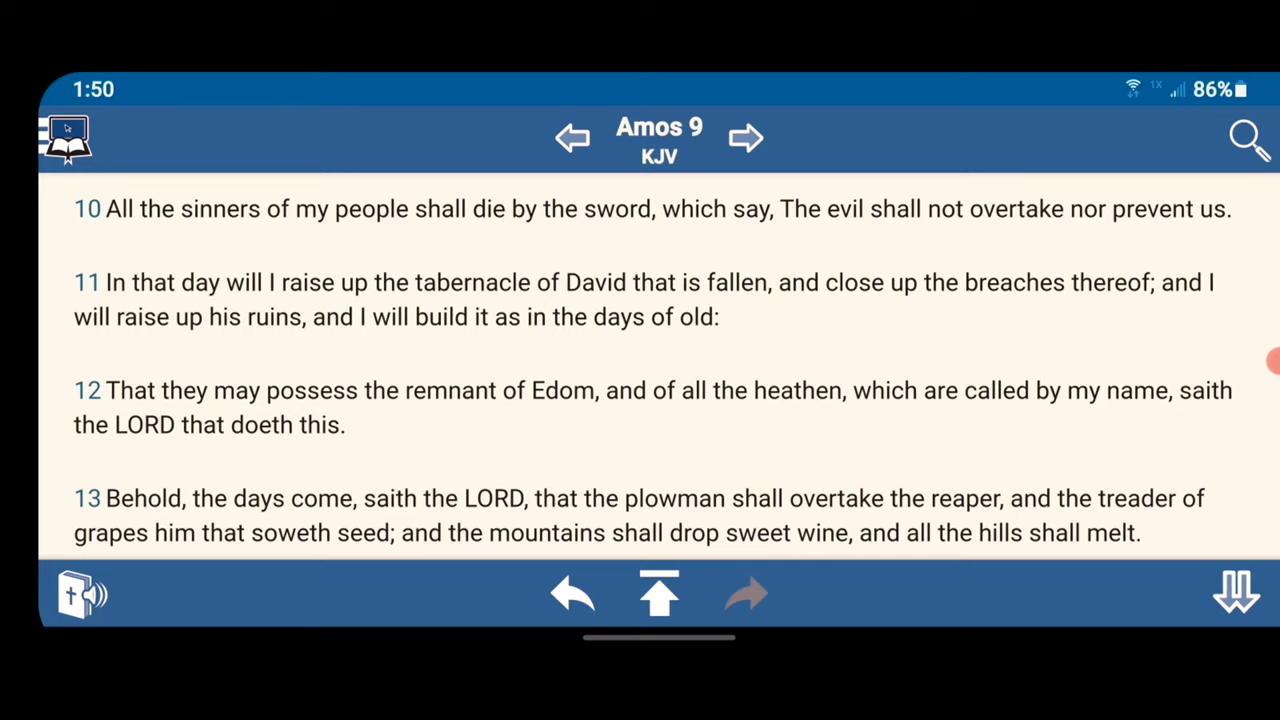 1:50
1X 86%
Amos 9
KJV
10 All the sinners of my people shall die by the sword, which say, The evil shall not overtake nor prevent us.
11 In that day will I raise up the tabernacle of David that is fallen, and close up the breaches thereof; and I
will raise up his ruins, and I will build it as in the days of old:
12 That they may possess the remnant of Edom, and of all the heathen, which are called by my name, saith
the LORD that doeth this.
13 Behold, the days come, saith the LORD, that the plowman shall overtake the reaper, and the treader of
grapes him that soweth seed; and the mountains shall drop sweet wine, and all the hills shall melt.